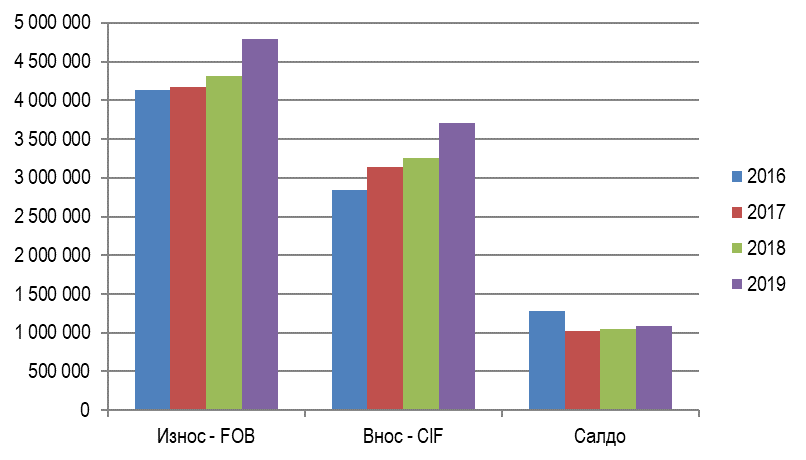 5 000 000
4 500 000
4 000 000
3 500 000
3 000 000
2 500 000
2 000 000
1 500 000
1 000 000
500 000
0
Износ - FOB
Внос - CIF
Салдо
2016
2017
2018
2019